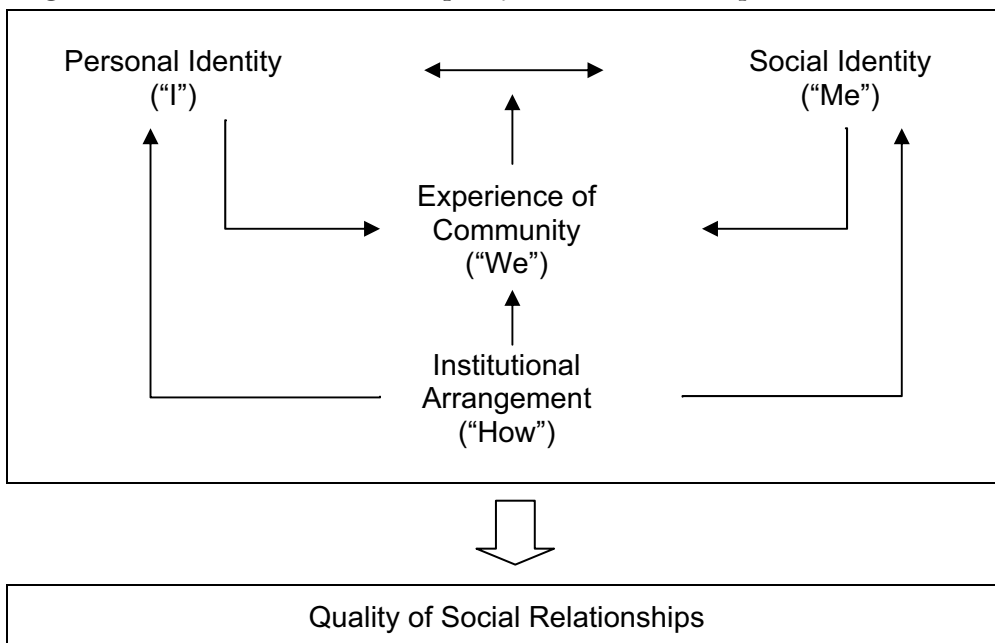 Personal Identity
(“I”)
Social Identity
(“Me”)
Experience of
Community
(“We”)
Institutional
Arrangement
(“How”)
Quality of Social Relationships